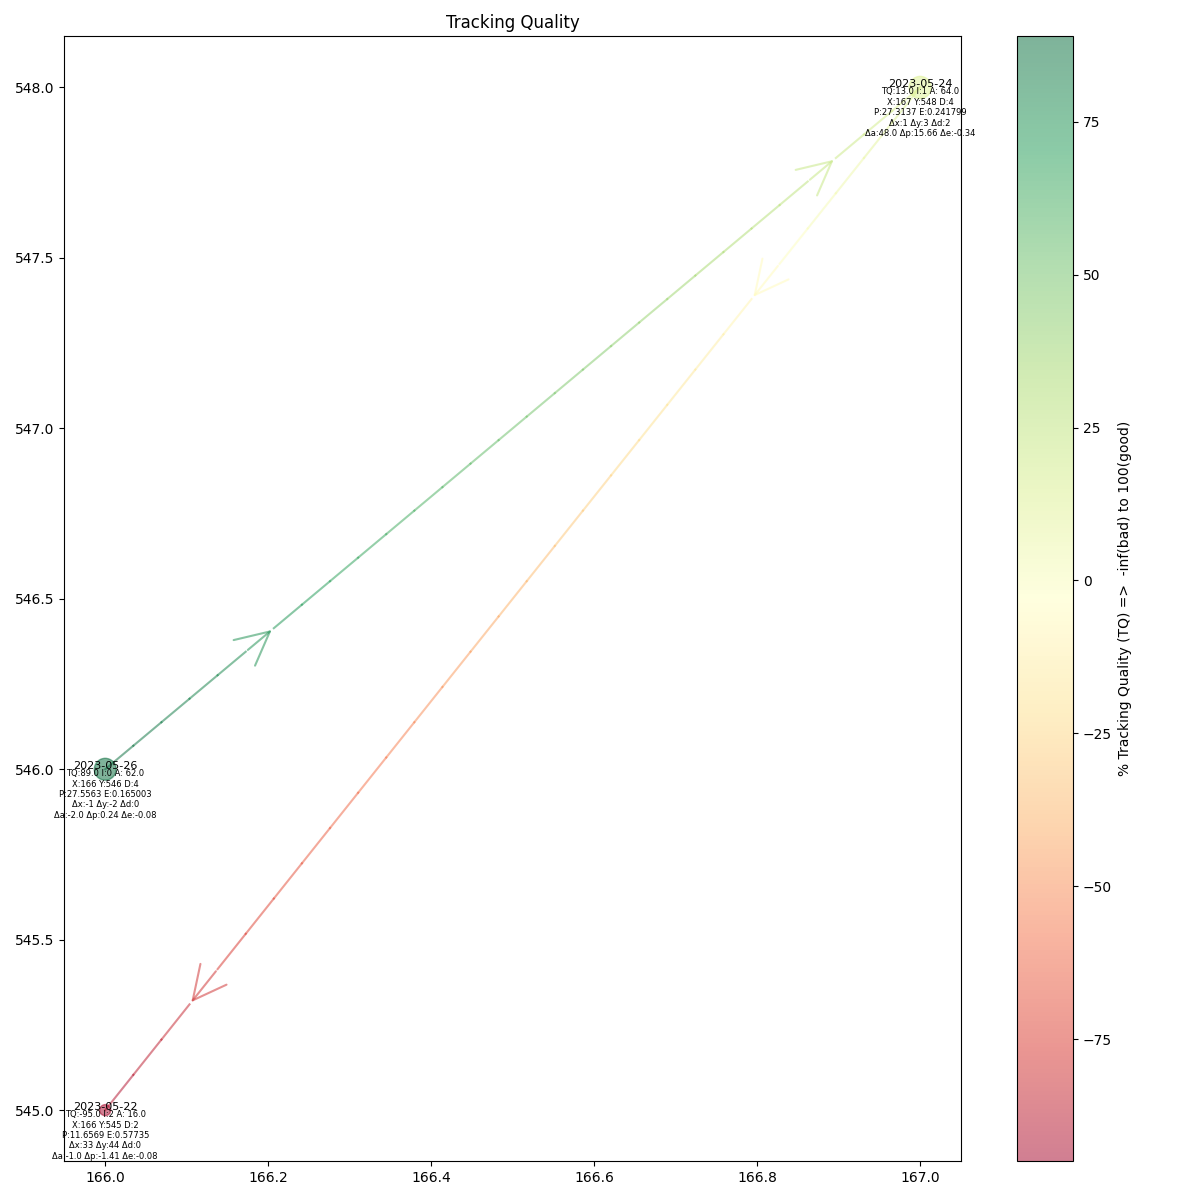 Tracking Quality
548.0
547.5
547.0
546.5
546.0
545.5
545.0
2023-05-24
TQ:13.0 I:1 A: 64.0
X:167 Y:548 D:4
P:27.3137 E:0.241799
Δx:1 Δy:3 Δd:2
Δa:48.0 Δp:15.66 Δe:-0.34
2023-05-26
TQ:89.0 I:0 A: 62.0
X:166 Y:546 D:4
P:27.5563 E:0.165003
Δx:-1 Δy:-2 Δd:0
Δa:-2.0 Δp:0.24 Δe:-0.08
2023-05-22
TQ:-95.0 I:2 A: 16.0
X:166 Y:545 D:2
P:11.6569 E:0.57735
Δx:33 Δy:44 Δd:0
Δa:-1.0 Δp:-1.41 Δe:-0.08
166.0 166.2 166.4 166.6 166.8 167.0
75
50
25
0
−25
−50
−75
% Tracking Quality (TQ) => -inf(bad) to 100(good)